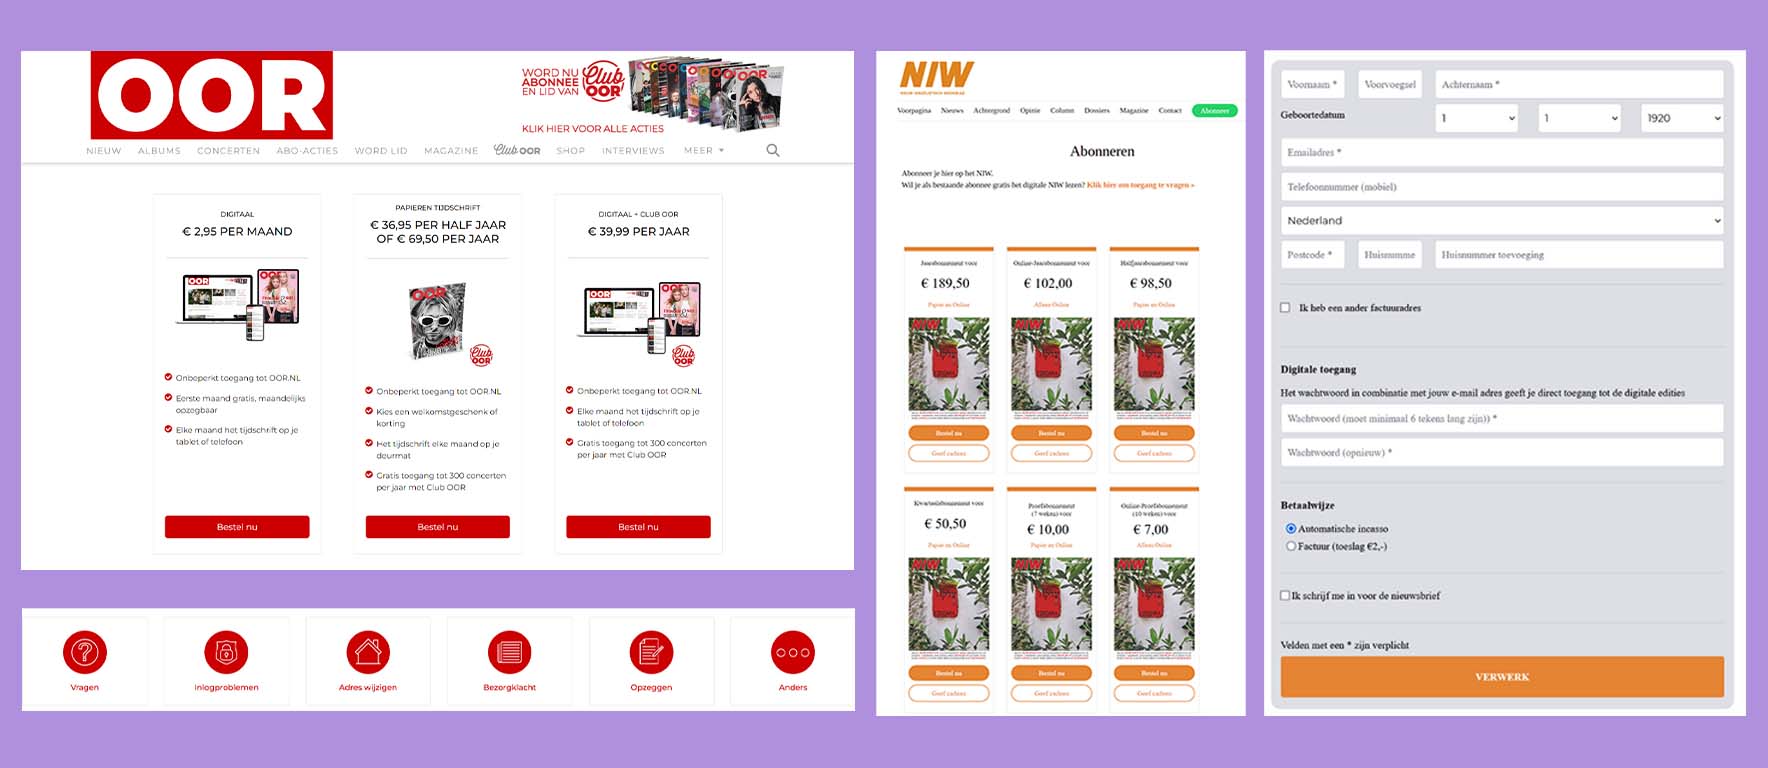 OOR
WORD NU
ABONNEE
EN LID VAN
Club
OOR
KLIK HIER VOOR ALLE ACTIES
NIEUW ALBUMS CONCERTEN ABO-ACTIES WORD LID MAGAZINE Club OOR SHOP INTERVIEWS MEER
DIGITAAL
€ 2,95 PER MAAND
OOR
OOR
Onbeperkt toegang tot OOR.NL
Eerste maand gratis, maandelijks
opzegbaar
Elke maand het tijdschrift op je
tablet of telefoon
Bestel nu
PAPIEREN TIJDSCHRIFT
€ 36,95 PER HALF JAAR
OF € 69,50 PER JAAR
OOR
Club
OOR
Onbeperkt toegang tot OOR.NL
Kies een welkomstgeschenk of
korting
Het tijdschrift elke maand op je
deurmat
Gratis toegang tot 300 concerten
per jaar met Club OOR
Bestel nu
DIGITAAL + CLUB OOR
€ 39,99 PER JAAR
OOR
OOR
Club
OOR
Onbeperkt toegang tot OOR.NL
Elke maand het tijdschrift op je
tablet of telefoon
Gratis toegang tot 300 concerten
per jaar met Club OOR
Bestel nu
Vragen
Inlogproblemen
Adres wijzigen
Bezorgklacht
Opzeggen
Anders
NIW
Voorpagina Nieuws Achtergrond Opinie Column Dossiers Magazine Contact Abonneer
Abonneren
Abonneer je hier op het NIW.
Wil je als bestaande abonnee gratis het digitale NIW lezen? Klik hier om toegang te vragen »
Jaarabonnement voor
€ 189,50
Papier en Online
NIW
Bestel nu
Geef cadeau
Online-Jaarabonnement voor
€ 102,00
Alleen Online
NIW
Bestel nu
Geef cadeau
Halfjaarabonnement voor
€ 98,50
Papier en Online
NIW
Bestel nu
Geef cadeau
Kwartaalabonnement voor
€ 50,50
Papier en Online
NIW
Bestel nu
Geef cadeau
Proefabonnement
(7 weken) voor
€ 10,00
Papier en Online
NIW
Bestel nu
Geef cadeau
Online-Proefabonnement
(10 weken) voor
€ 7,00
Alleen Online
NIW
Bestel nu
Geef cadeau
Voornaam * Voorvoegsel Achternaam *
Geboortedatum 1 1 1920
Emailadres *
Telefoonnummer (mobiel)
Nederland
Postcode * Huisnumme Huisnummer toevoeging
Ik heb een ander factuuradres
Digitale toegang
Het wachtwoord in combinatie met jouw e-mail adres geeft je direct toegang tot de digitale edities
Wachtwoord (moet minimaal 6 tekens lang zijn)) *
Wachtwoord (opnieuw) *
Betaalwijze
Automatische incasso
Factuur (toeslag €2,-)
Ik schrijf me in voor de nieuwsbrief
Velden met een * zijn verplicht
VERWERK